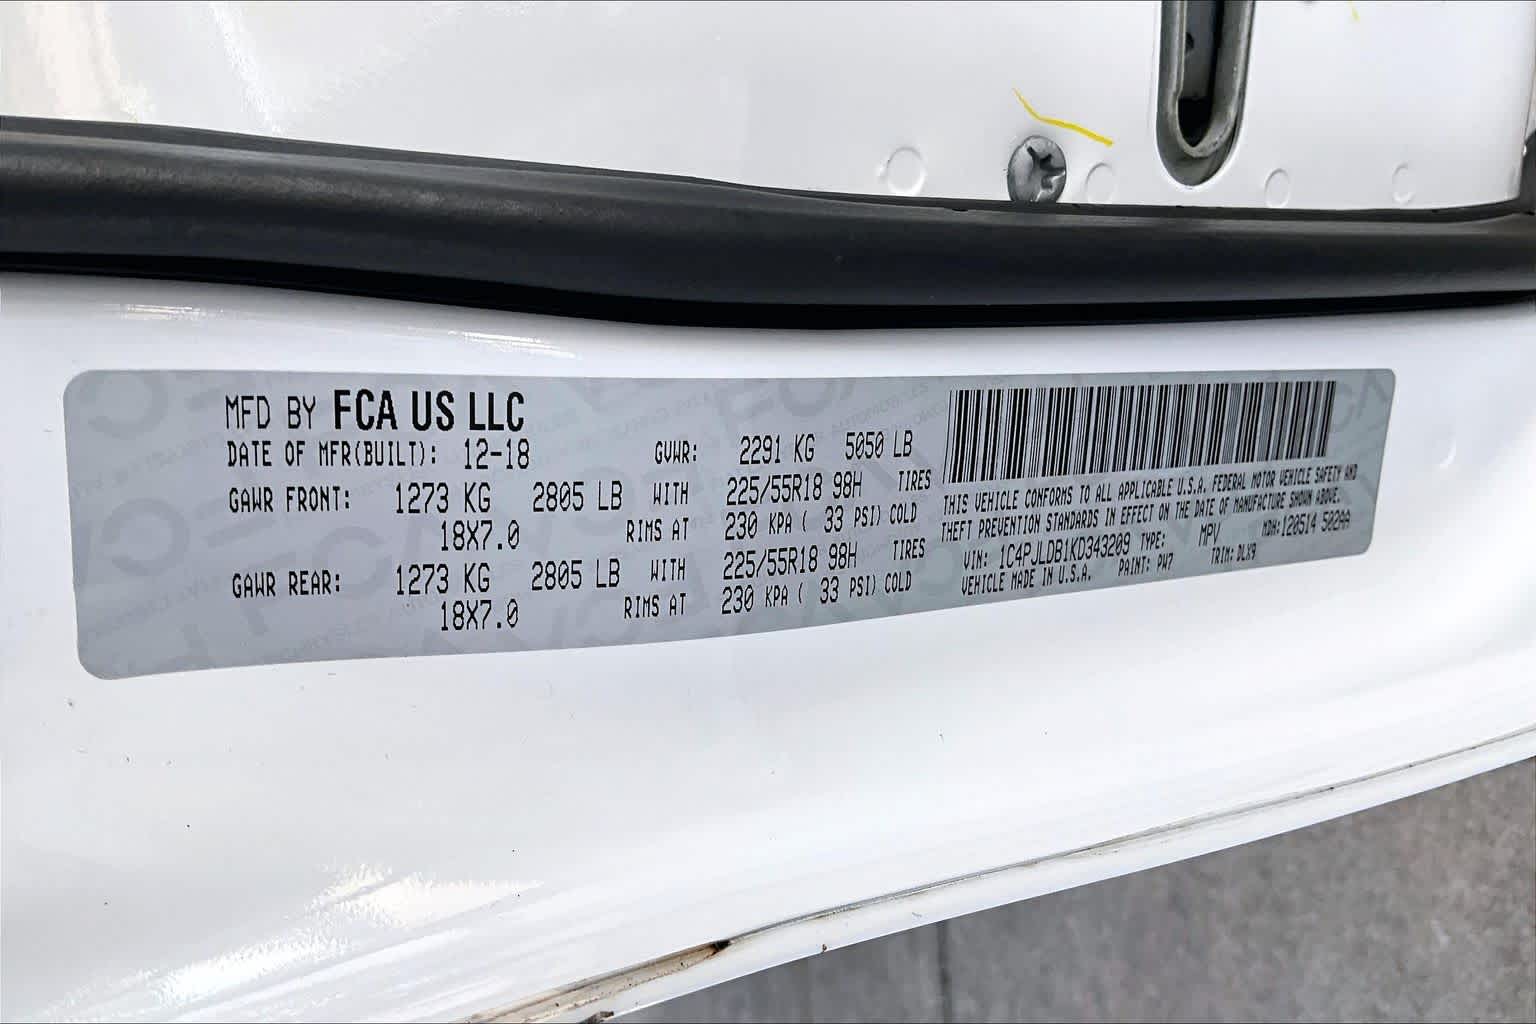 MFD BY FCA US LLC
DATE OF MFR(BUILT): 12-18 GVWR: 2291 KG 5050 LB
GAWR FRONT: 1273 KG 2805 LB WITH 225/55R18 98H TIRES
18X7.0 RIMS AT 230 KPA ( 33 PSI) COLD
GAWR REAR: 1273 KG 2805 LB WITH 225/55R18 98H TIRES
18X7.0 RIMS AT 230 KPA ( 33 PSI) COLD
THIS VEHICLE CONFORMS TO ALL APPLICABLE U.S.A. FEDERAL MOTOR VEHICLE SAFETY AND
THEFT PREVENTION STANDARDS IN EFFECT ON THE DATE OF MANUFACTURE SHOWN ABOVE.
VIN: 1C4PJLDB1KD343209 TYPE: MPV MDH: 120514 502AA
VEHICLE MADE IN U.S.A. PAINT: PW7 TRIM: DLX9